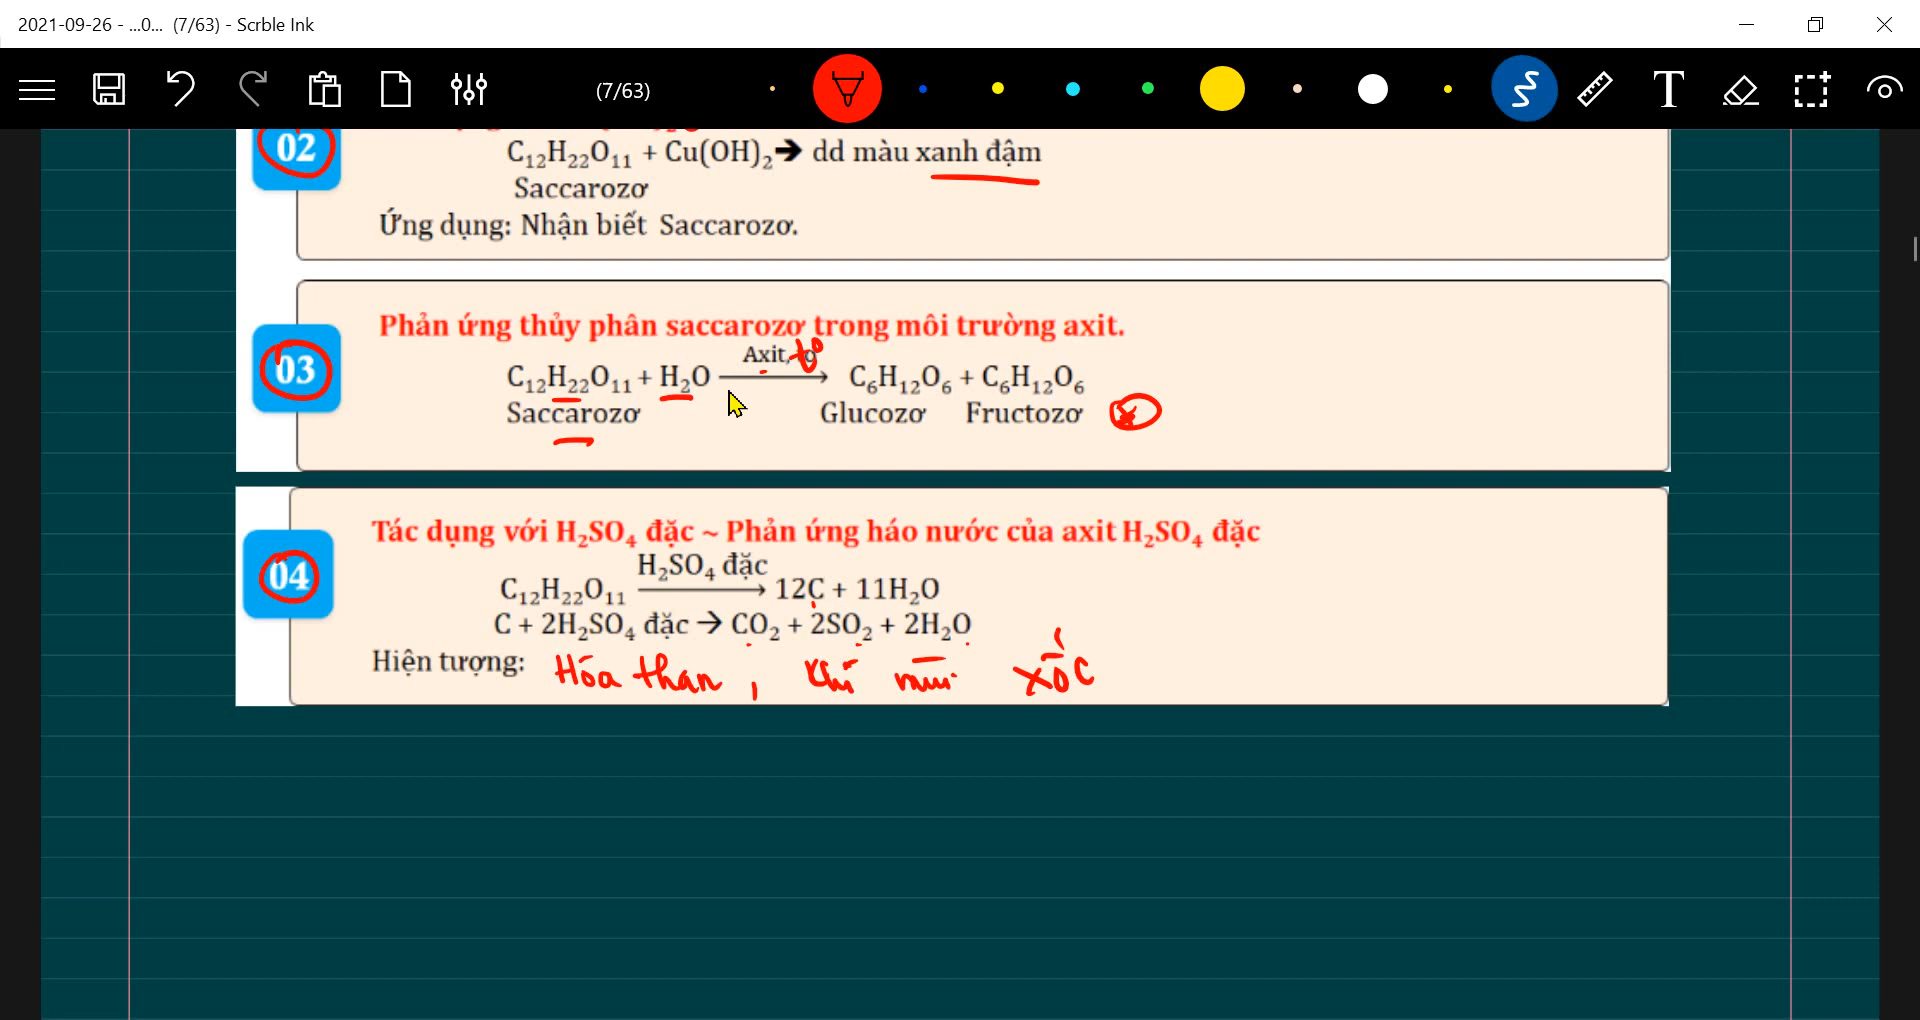 2021-09-26 - ...0... (7/63) - Scrble Ink
(7/63)
02
C₁₂H₂₂O₁₁ + Cu(OH)₂➔ dd màu xanh đậm
Saccarozơ
Ứng dụng: Nhận biết Saccarozơ.
03
Phản ứng thủy phân saccarozơ trong môi trường axit.
Axit, t⁰
C₁₂H₂₂O₁₁ + H₂O ⟶ C₆H₁₂O₆ + C₆H₁₂O₆
Saccarozơ Glucozơ Fructozơ
04
Tác dụng với H₂SO₄ đặc ~ Phản ứng háo nước của axit H₂SO₄ đặc
H₂SO₄ đặc
C₁₂H₂₂O₁₁ ⟶ 12C + 11H₂O
C + 2H₂SO₄ đặc → CO₂ + 2SO₂ + 2H₂O
Hiện tượng: Hóa than, khí mùi xốc